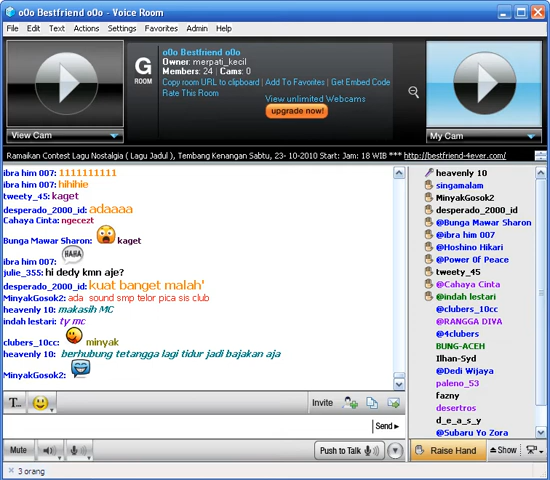 oOo Bestfriend oOo - Voice Room
File Edit Text Actions Settings Favorites Admin Help
View Cam
G
ROOM
oOo Bestfriend oOo
Owner: merpati_kecil
Members: 24 | Cams: 0
Copy room URL to clipboard | Add To Favorites | Get Embed Code
Rate This Room
View unlimited Webcams
upgrade now!
My Cam
Ramaikan Contest Lagu Nostalgia ( Lagu Jadul ), Tembang Kenangan Sabtu, 23- 10-2010 Start: Jam: 18 WIB *** http://bestfriend-4ever.com/
ibra him 007: 1111111111
ibra him 007: hihihie
tweety_45: kaget
desperado_2000_id: adaaaa
Cahaya Cinta: ngecezt
Bunga Mawar Sharon: kaget
ibra him 007: HAHA
julie_355: hi dedy kmn aje?
desperado_2000_id: kuat banget malah'
MinyakGosok2: ada sound smp telor pica sis club
heavenly 10: makasih MC
indah lestari: ty mc
clubers_10cc: minyak
heavenly 10: berhubung tetangga lagi tidur jadi bajakan aja
MinyakGosok2:
heavenly 10
singamalam
MinyakGosok2
desperado_2000_id
@Bunga Mawar Sharon
@ibra him 007
@Hoshino Hikari
@Power Of Peace
tweety_45
@Cahaya Cinta
@indah lestari
@clubers_10cc
@RANGGA DIVA
@4clubers
BUNG-ACEH
Ilhan-Syd
@Dedi Wijaya
paleno_53
fazny
desertros
d_e_a_s_y
@Subaru Yo Zora
T...
Invite
Send
Mute
Push to Talk
Raise Hand
Show
3 orang